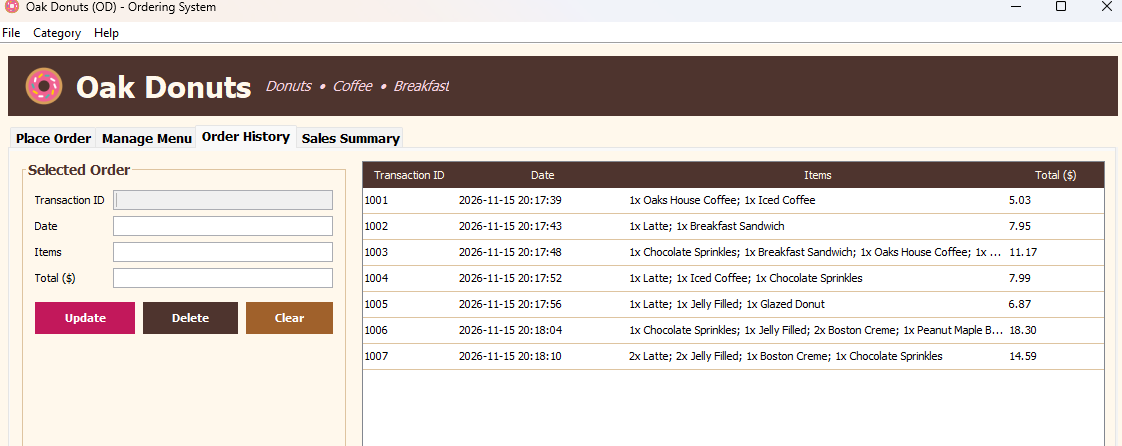 Oak Donuts (OD) - Ordering System
File Category Help
Oak Donuts Donuts • Coffee • Breakfast
Place Order Manage Menu Order History Sales Summary
Selected Order
Transaction ID
Date
Items
Total ($)
Update Delete Clear
Transaction ID Date Items Total ($)
1001 2026-11-15 20:17:39 1x Oaks House Coffee; 1x Iced Coffee 5.03
1002 2026-11-15 20:17:43 1x Latte; 1x Breakfast Sandwich 7.95
1003 2026-11-15 20:17:48 1x Chocolate Sprinkles; 1x Breakfast Sandwich; 1x Oaks House Coffee; 1x ... 11.17
1004 2026-11-15 20:17:52 1x Latte; 1x Iced Coffee; 1x Chocolate Sprinkles 7.99
1005 2026-11-15 20:17:56 1x Latte; 1x Jelly Filled; 1x Glazed Donut 6.87
1006 2026-11-15 20:18:04 1x Chocolate Sprinkles; 1x Jelly Filled; 2x Boston Creme; 1x Peanut Maple B... 18.30
1007 2026-11-15 20:18:10 2x Latte; 2x Jelly Filled; 1x Boston Creme; 1x Chocolate Sprinkles 14.59